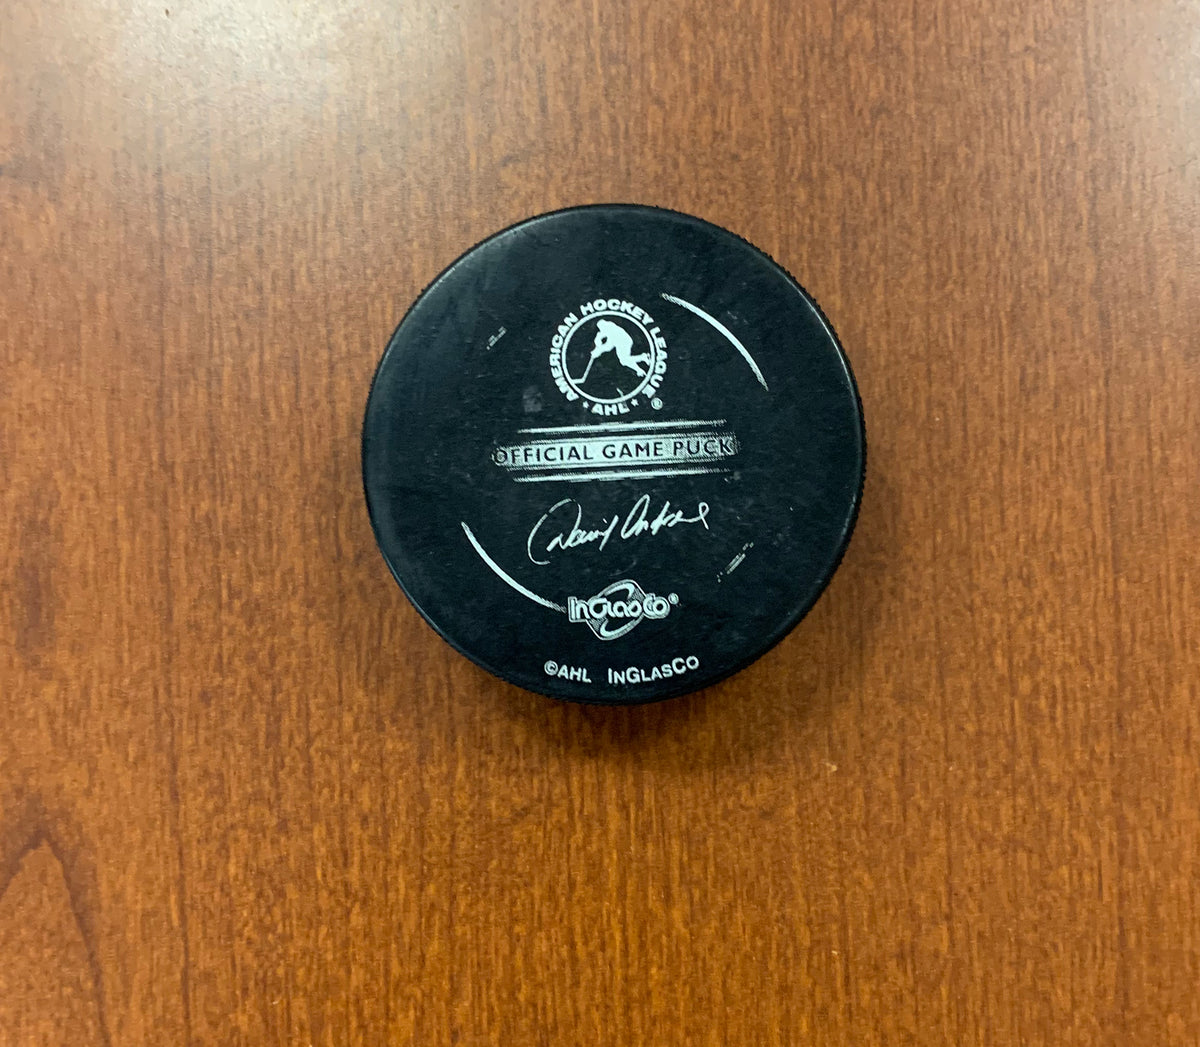 AMERICAN HOCKEY LEAGUE
★ AHL ★ ®
OFFICIAL GAME PUCK
InGlasCo®
©AHL INGLASCO